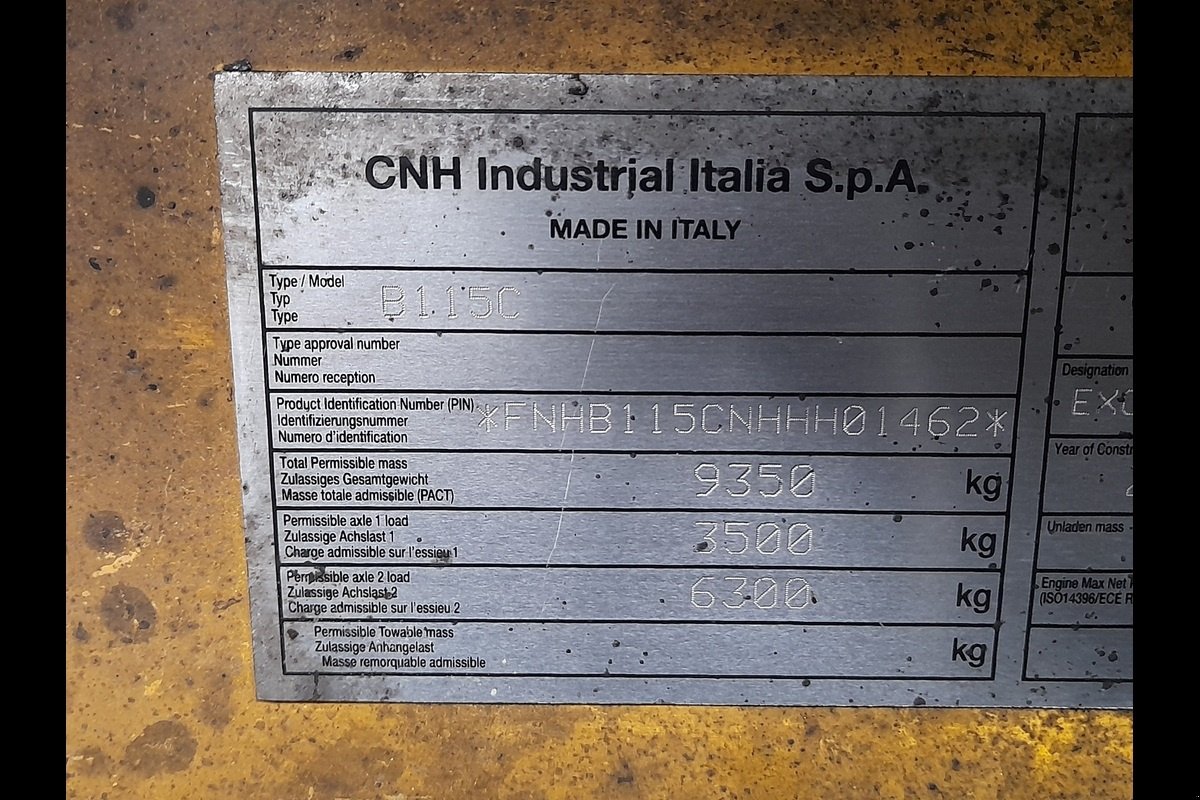 CNH Industrial Italia S.p.A.
MADE IN ITALY
Type / Model
Typ
Type
B115C
Type approval number
Nummer
Numero reception
Product Identification Number (PIN)
Identifizierungsnummer
Numero d'identification
*FNHB115CNHHH01462*
Total Permissible mass
Zulassiges Gesamtgewicht
Masse totale admissible (PACT)
9350 kg
Permissible axle 1 load
Zulassige Achslast 1
Charge admissible sur l'essieu 1
3500 kg
Permissible axle 2 load
Zulassige Achslast 2
Charge admissible sur l'essieu 2
6300 kg
Permissible Towable mass
Zulassige Anhangelast
Masse remorquable admissible
kg
Designation
Year of Constr
Unladen mass -
Engine Max Net
(ISO14396/ECE R